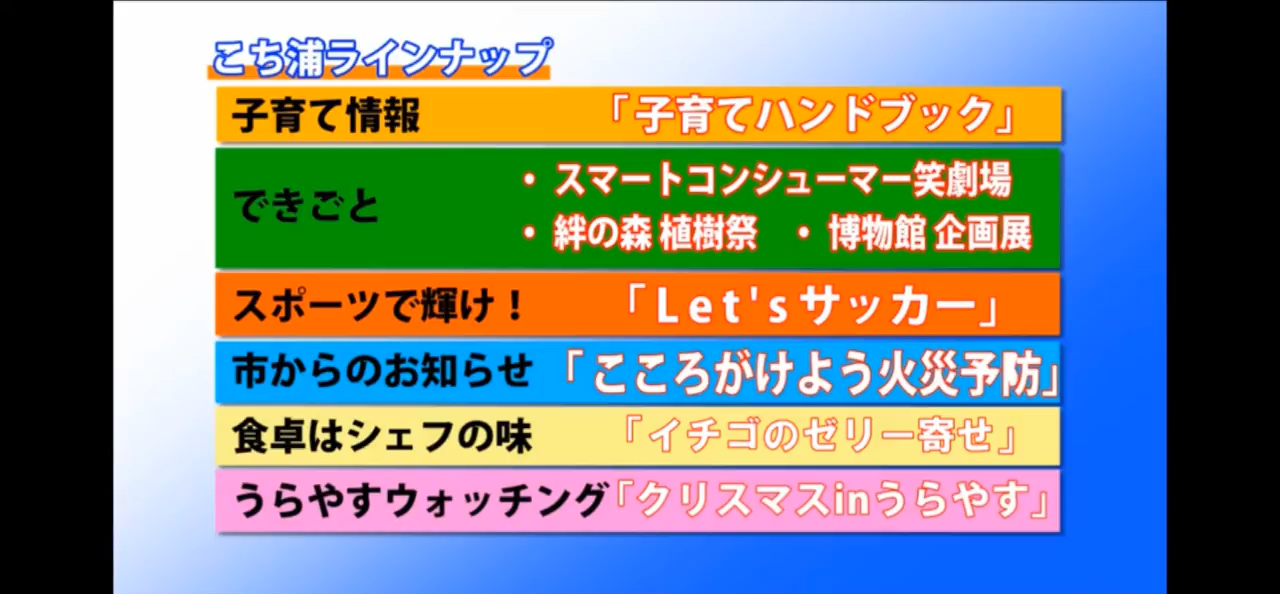 こち浦ラインナップ
子育て情報 「子育てハンドブック」
できごと
・スマートコンシューマー笑劇場
・絆の森 植樹祭 ・博物館 企画展
スポーツで輝け! 「Let'sサッカー」
市からのお知らせ 「こころがけよう火災予防」
食卓はシェフの味 「イチゴのゼリー寄せ」
うらやすウォッチング 「クリスマスinうらやす」